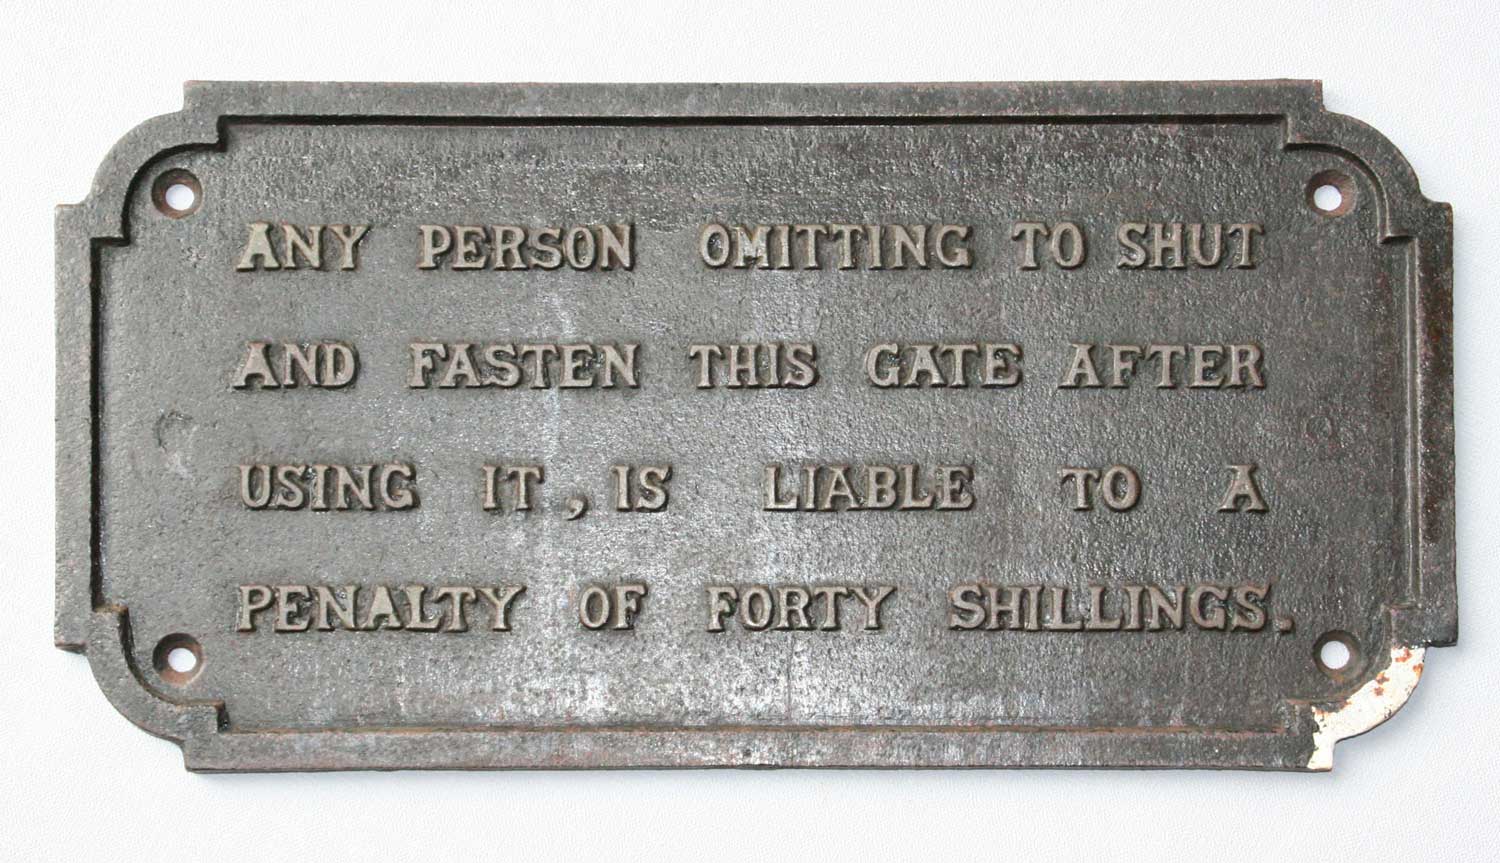 ANY PERSON OMITTING TO SHUT
AND FASTEN THIS GATE AFTER
USING IT, IS LIABLE TO A
PENALTY OF FORTY SHILLINGS.